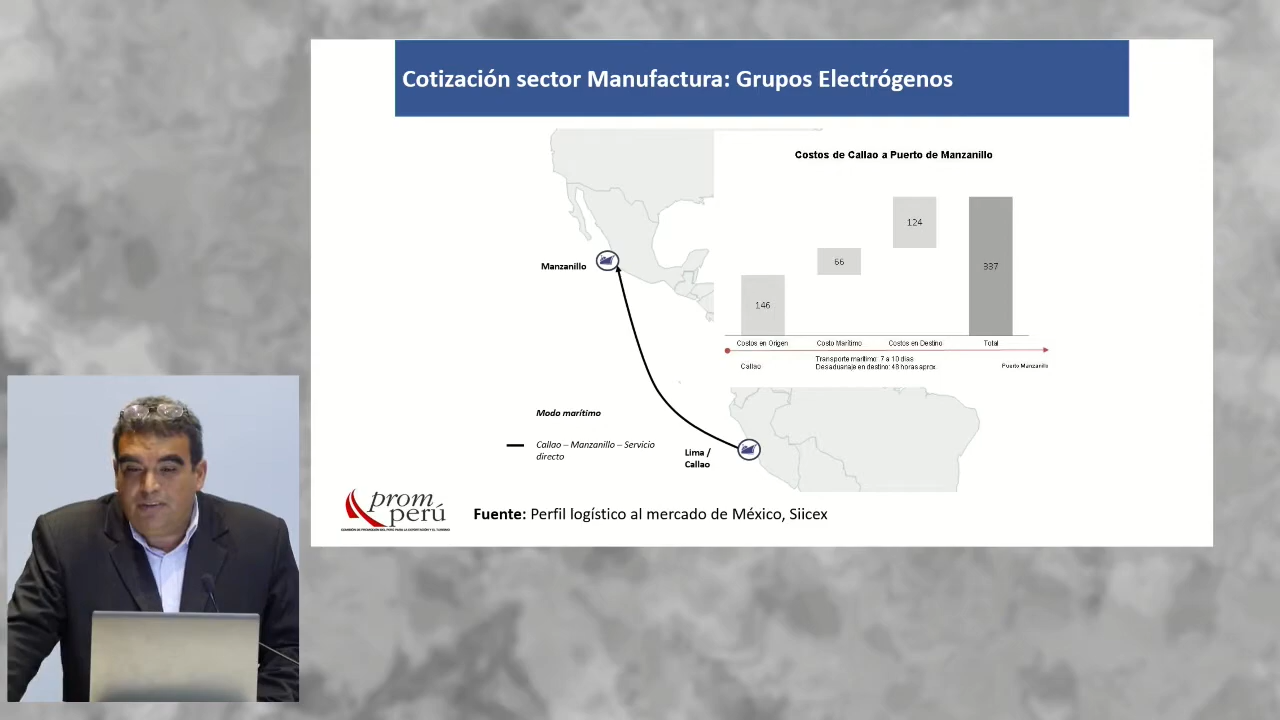 Cotización sector Manufactura: Grupos Electrógenos
Costos de Callao a Puerto de Manzanillo
146
66
124
337
Costos en Origen
Costo Marítimo
Costos en Destino
Total
Transporte marítimo: 7 a 10 días
Desaduanaje en destino: 48 horas aprox.
Callao
Puerto Manzanillo
Manzanillo
Modo marítimo
Callao – Manzanillo – Servicio
directo
Lima /
Callao
prom
perú
COMISIÓN DE PROMOCIÓN DEL PERÚ PARA LA EXPORTACIÓN Y EL TURISMO
Fuente: Perfil logístico al mercado de México, Siicex